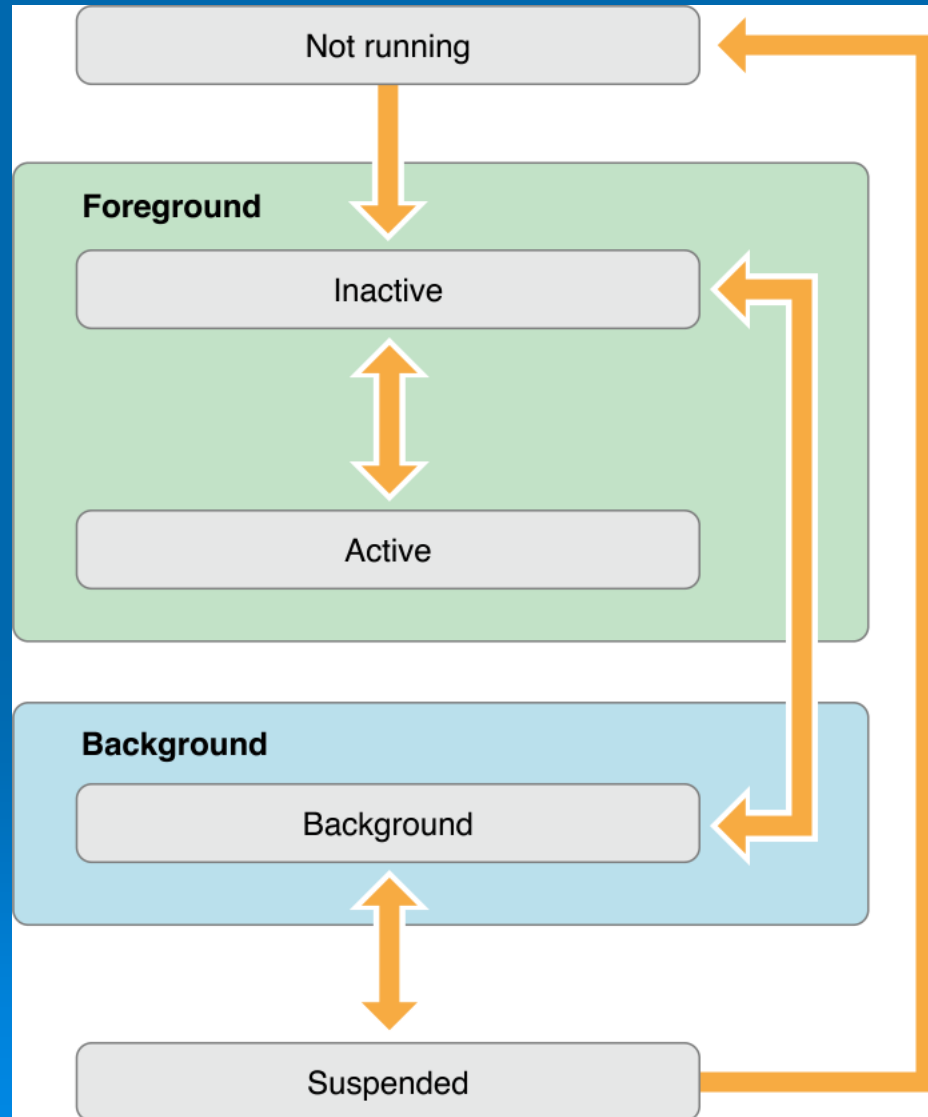 Not running
Foreground
Inactive
Active
Background
Background
Suspended